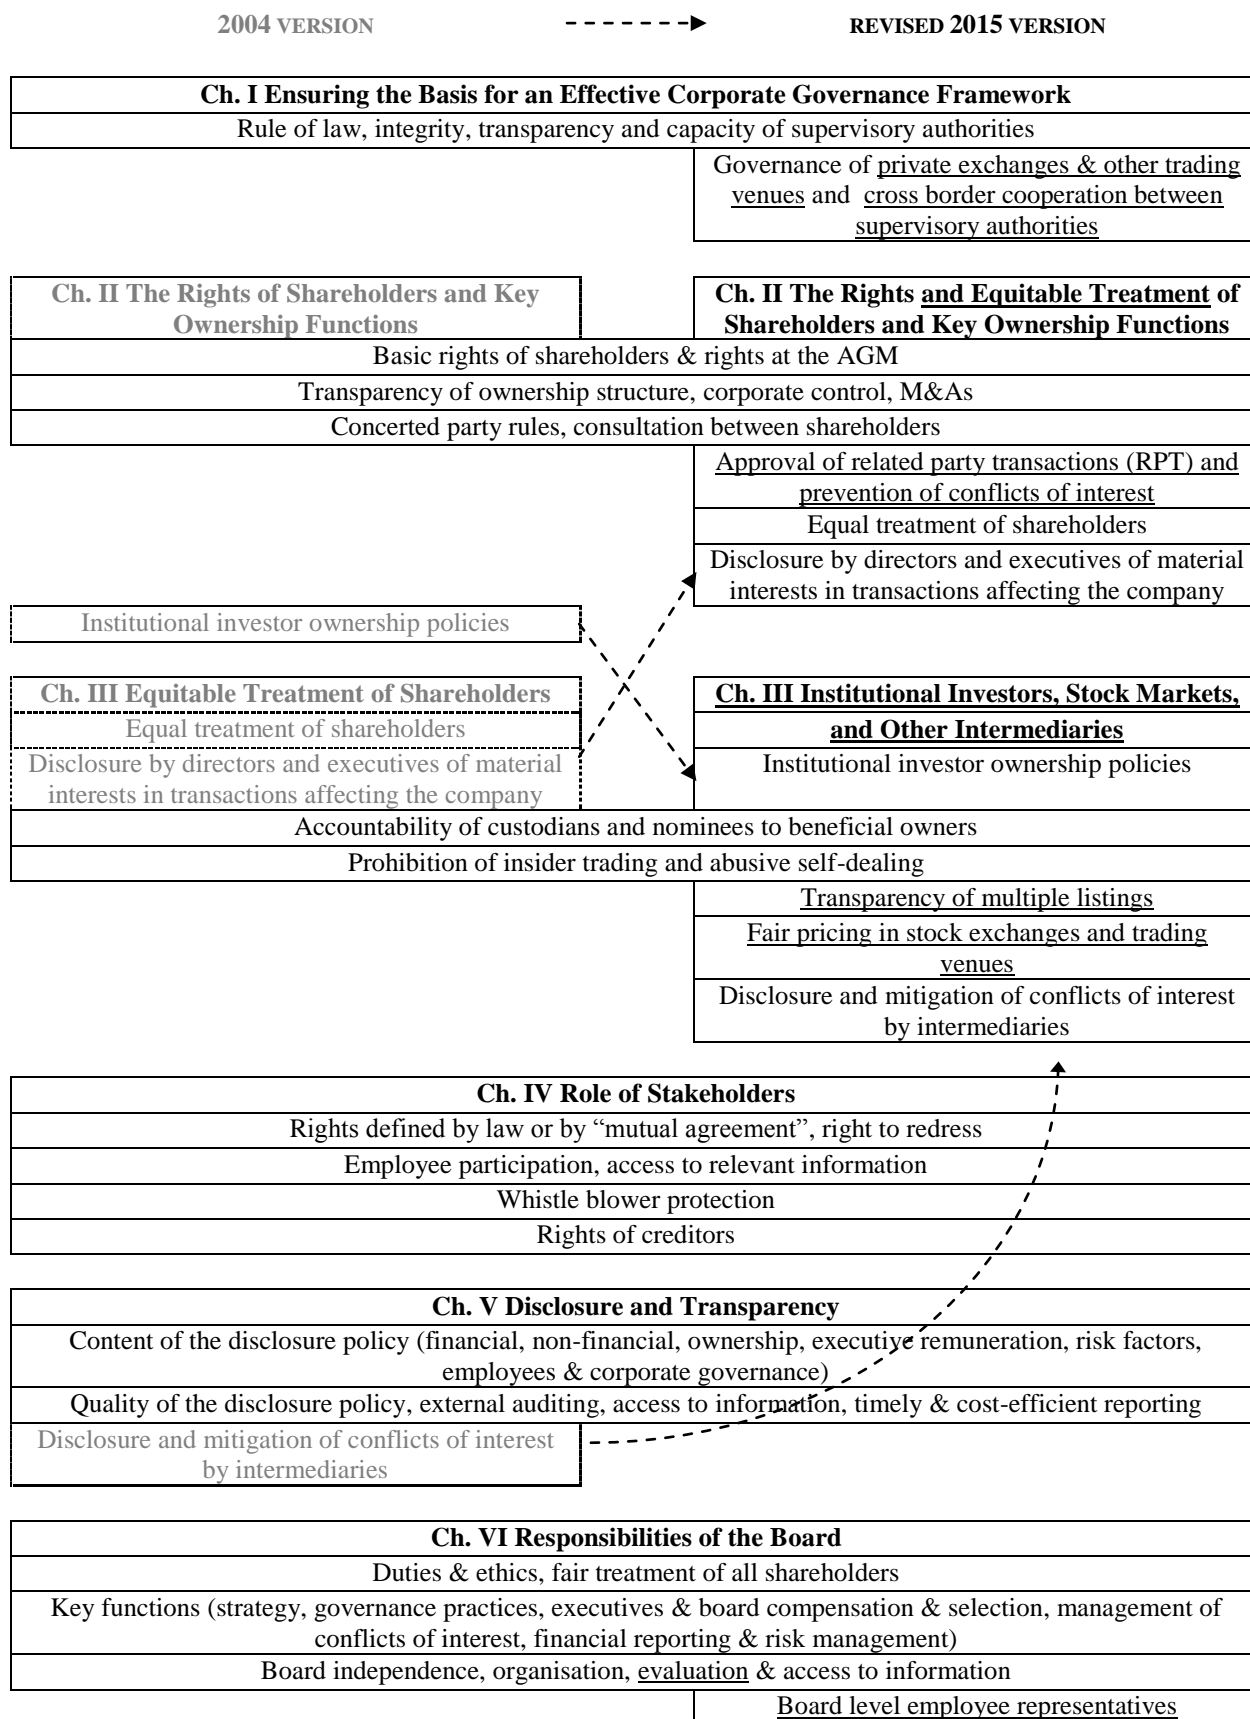 2004 VERSION
REVISED 2015 VERSION
Ch. I Ensuring the Basis for an Effective Corporate Governance Framework
Rule of law, integrity, transparency and capacity of supervisory authorities
Governance of private exchanges & other trading
venues and cross border cooperation between
supervisory authorities
Ch. II The Rights of Shareholders and Key
Ownership Functions
Ch. II The Rights and Equitable Treatment of
Shareholders and Key Ownership Functions
Basic rights of shareholders & rights at the AGM
Transparency of ownership structure, corporate control, M&As
Concerted party rules, consultation between shareholders
Approval of related party transactions (RPT) and
prevention of conflicts of interest
Equal treatment of shareholders
Disclosure by directors and executives of material
interests in transactions affecting the company
Institutional investor ownership policies
Ch. III Equitable Treatment of Shareholders
Equal treatment of shareholders
Disclosure by directors and executives of material
interests in transactions affecting the company
Ch. III Institutional Investors, Stock Markets,
and Other Intermediaries
Institutional investor ownership policies
Accountability of custodians and nominees to beneficial owners
Prohibition of insider trading and abusive self-dealing
Transparency of multiple listings
Fair pricing in stock exchanges and trading
venues
Disclosure and mitigation of conflicts of interest
by intermediaries
Ch. IV Role of Stakeholders
Rights defined by law or by “mutual agreement”, right to redress
Employee participation, access to relevant information
Whistle blower protection
Rights of creditors
Ch. V Disclosure and Transparency
Content of the disclosure policy (financial, non-financial, ownership, executive remuneration, risk factors,
employees & corporate governance)
Quality of the disclosure policy, external auditing, access to information, timely & cost-efficient reporting
Disclosure and mitigation of conflicts of interest
by intermediaries
Ch. VI Responsibilities of the Board
Duties & ethics, fair treatment of all shareholders
Key functions (strategy, governance practices, executives & board compensation & selection, management of
conflicts of interest, financial reporting & risk management)
Board independence, organisation, evaluation & access to information
Board level employee representatives